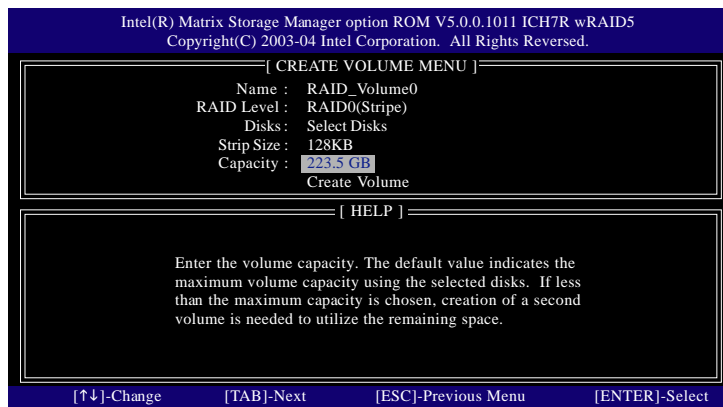 Intel(R) Matrix Storage Manager option ROM V5.0.0.1011 ICH7R wRAID5
Copyright(C) 2003-04 Intel Corporation. All Rights Reversed.
[ CREATE VOLUME MENU ]
Name : RAID_Volume0
RAID Level : RAID0(Stripe)
Disks : Select Disks
Strip Size : 128KB
Capacity : 223.5 GB
Create Volume
[ HELP ]
Enter the volume capacity. The default value indicates the
maximum volume capacity using the selected disks. If less
than the maximum capacity is chosen, creation of a second
volume is needed to utilize the remaining space.
[↑↓]-Change [TAB]-Next [ESC]-Previous Menu [ENTER]-Select